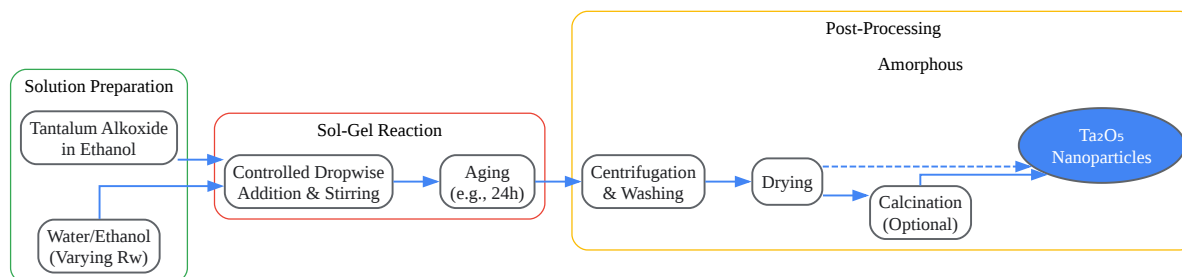 Post-Processing
Amorphous
Solution Preparation
Tantalum Alkoxide
in Ethanol
Water/Ethanol
(Varying Rw)
Sol-Gel Reaction
Controlled Dropwise
Addition & Stirring
Aging
(e.g., 24h)
Centrifugation
& Washing
Drying
Calcination
(Optional)
Ta₂O₅
Nanoparticles